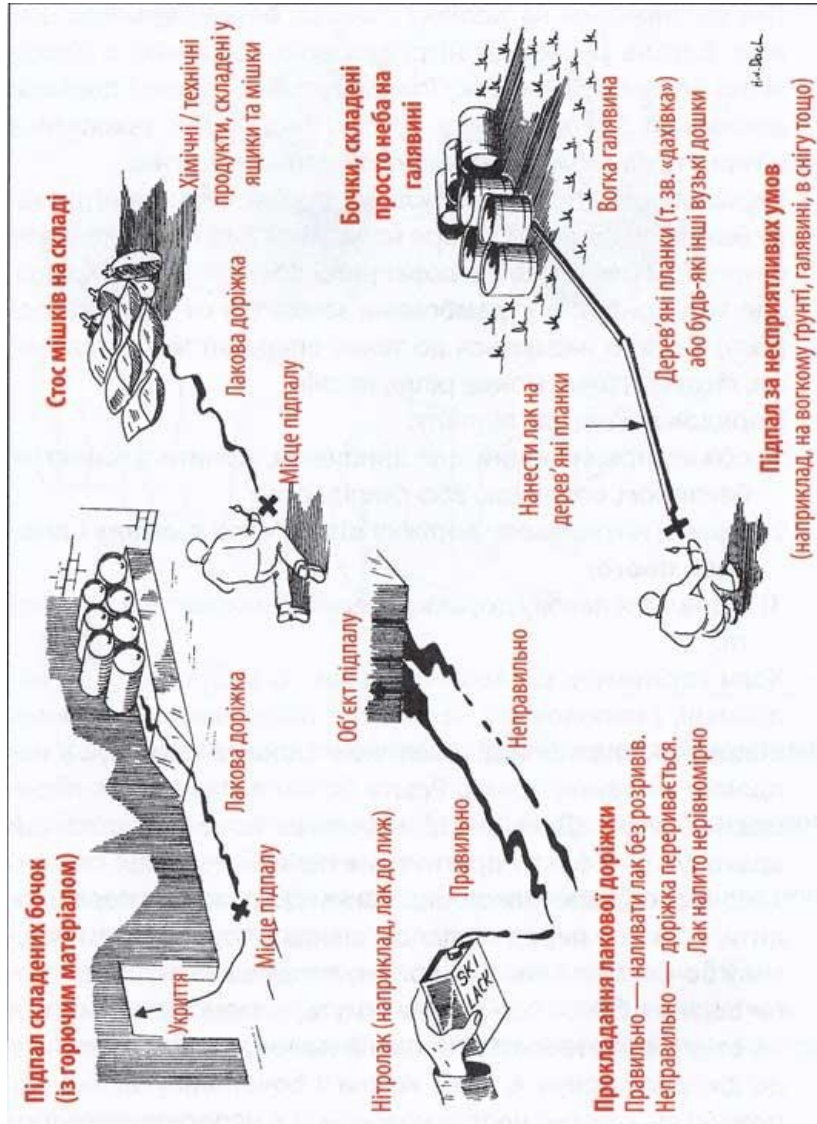 Підпал складених бочок
(із горючим матеріалом)
Укриття
Місце підпалу
Лакова доріжка
Стос мішків на складі
Хімічні / технічні
продукти, складені у
ящики та мішки
Лакова доріжка
Місце підпалу
Нітролак (наприклад, лак до лиж)
Об'єкт підпалу
SKI
LACK
Правильно
Неправильно
Прокладання лакової доріжки
Правильно — наливати лак без розривів.
Неправильно — доріжка переривається.
Лак налито нерівномірно
Бочки, складені
просто неба на
галявині
Нанести лак на
дерев'яні планки
Вогка галявина
Дерев'яні планки (т. зв. «далівка»)
або будь-які інші вузькі дошки
Підпал за несприятливих умов
(наприклад, на вогкому ґрунті, галявині, в снігу тощо)